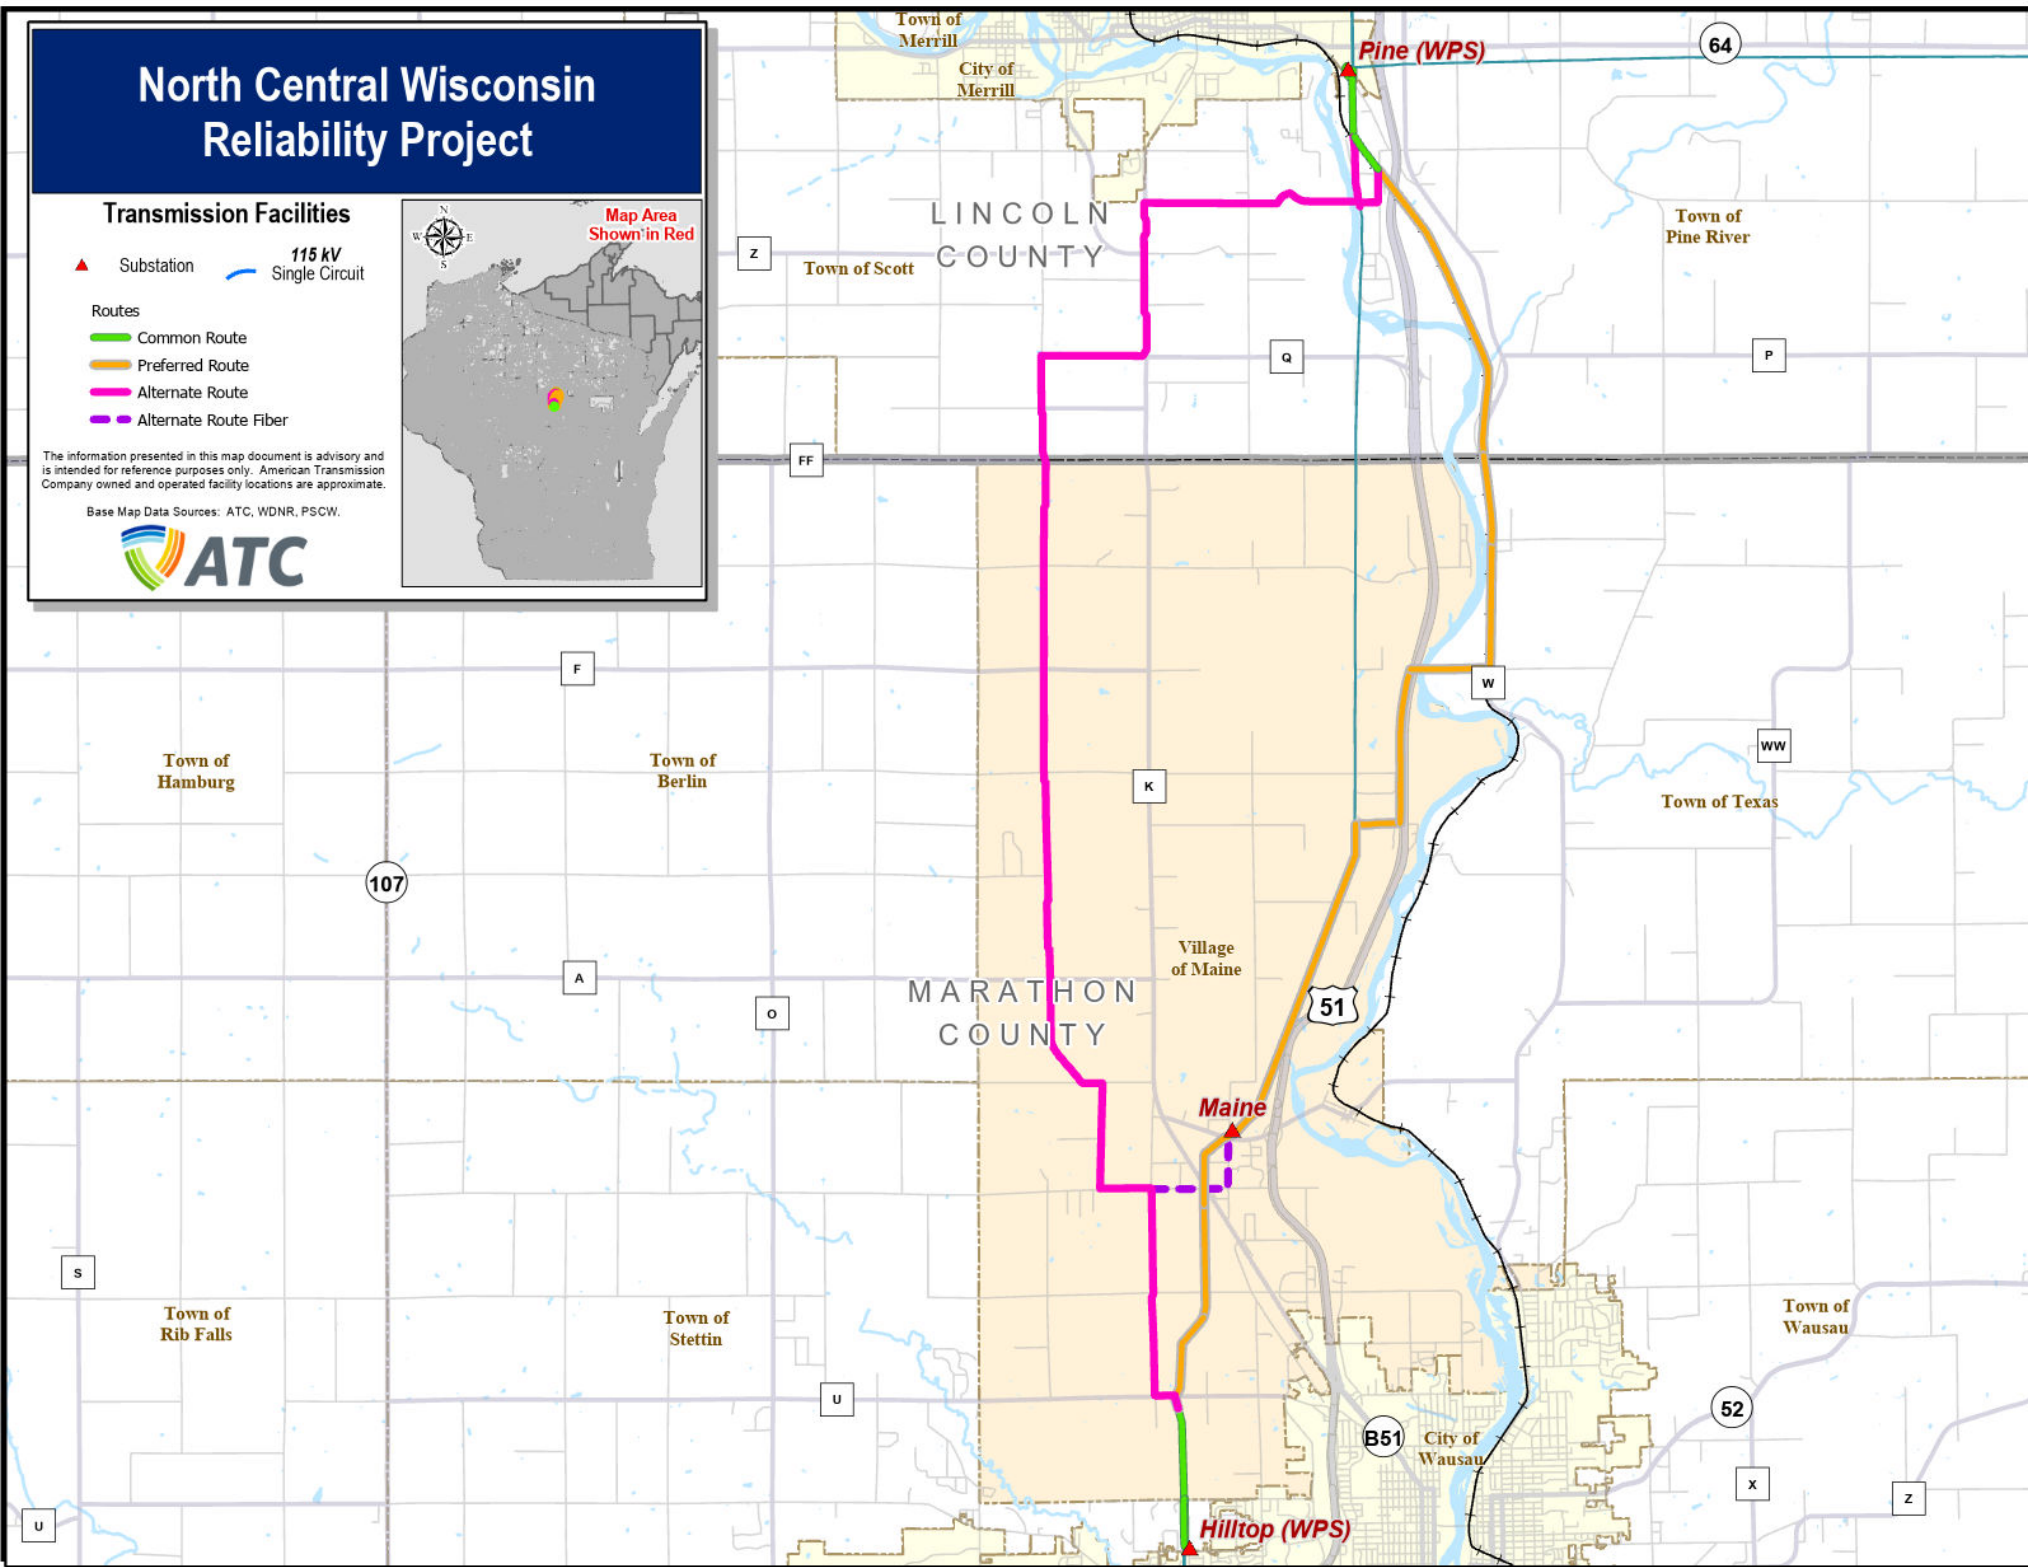 North Central Wisconsin
Reliability Project
Transmission Facilities
Substation
115 kV
Single Circuit
Routes
Common Route
Preferred Route
Alternate Route
Alternate Route Fiber
The information presented in this map document is advisory and
is intended for reference purposes only. American Transmission
Company owned and operated facility locations are approximate.
Base Map Data Sources: ATC, WDNR, PSCW.
ATC
N
W
E
S
Map Area
Shown in Red
Town of
Merrill
City of
Merrill
Pine (WPS)
64
LINCOLN
COUNTY
Town of
Pine River
Z
Town of Scott
Q
P
FF
F
W
Town of
Hamburg
Town of
Berlin
K
WW
Town of Texas
107
Village
of Maine
A
O
MARATHON
COUNTY
51
Maine
S
Town of
Rib Falls
Town of
Stettin
Town of
Wausau
U
52
B51
City of
Wausau
X
Z
U
Hilltop (WPS)